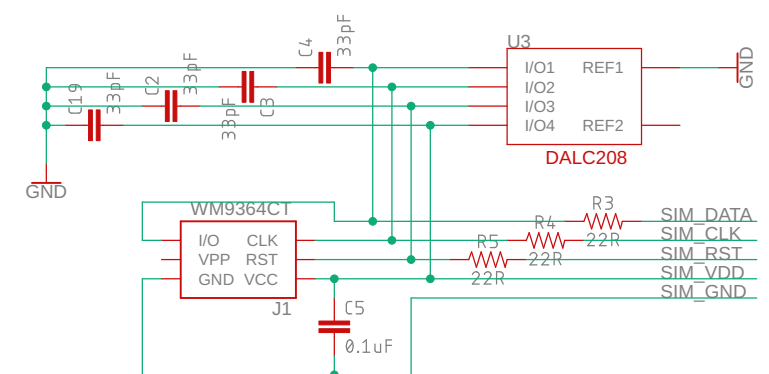 C4
33pF
U3
I/O1 REF1
I/O2
I/O3
I/O4 REF2
DALC208
GND
33pF
C2
33pF
C19
33pF
C3
GND
WM9364CT
I/O CLK
VPP RST
GND VCC
J1
R3
22R
R4
22R
R5
22R
SIM_DATA
SIM_CLK
SIM_RST
SIM_VDD
SIM_GND
C5
0.1uF